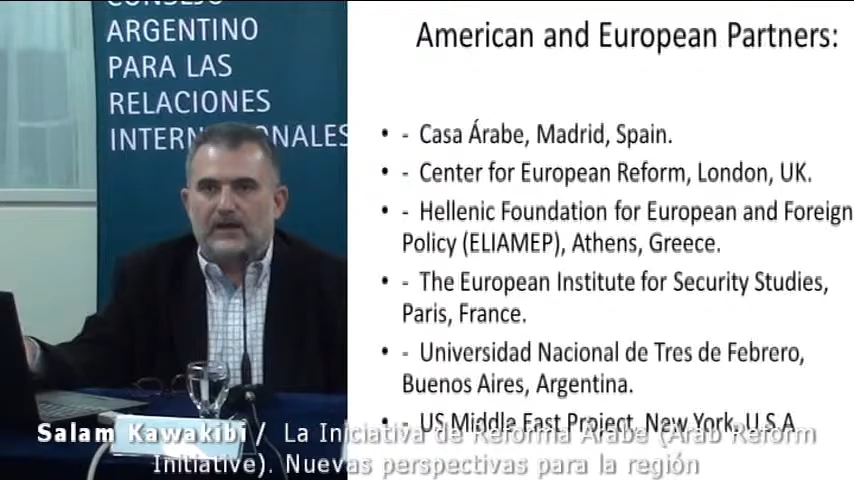 CONSEJO
ARGENTINO
PARA LAS
RELACIONES
INTERNACIONALES
American and European Partners:
• - Casa Árabe, Madrid, Spain.
• - Center for European Reform, London, UK.
• - Hellenic Foundation for European and Foreign
Policy (ELIAMEP), Athens, Greece.
• - The European Institute for Security Studies,
Paris, France.
• - Universidad Nacional de Tres de Febrero,
Buenos Aires, Argentina.
• - US Middle East Project, New York, U.S.A
Salam Kawakibi / La Iniciativa de Reforma Árabe (Arab Reform
Initiative). Nuevas perspectivas para la región